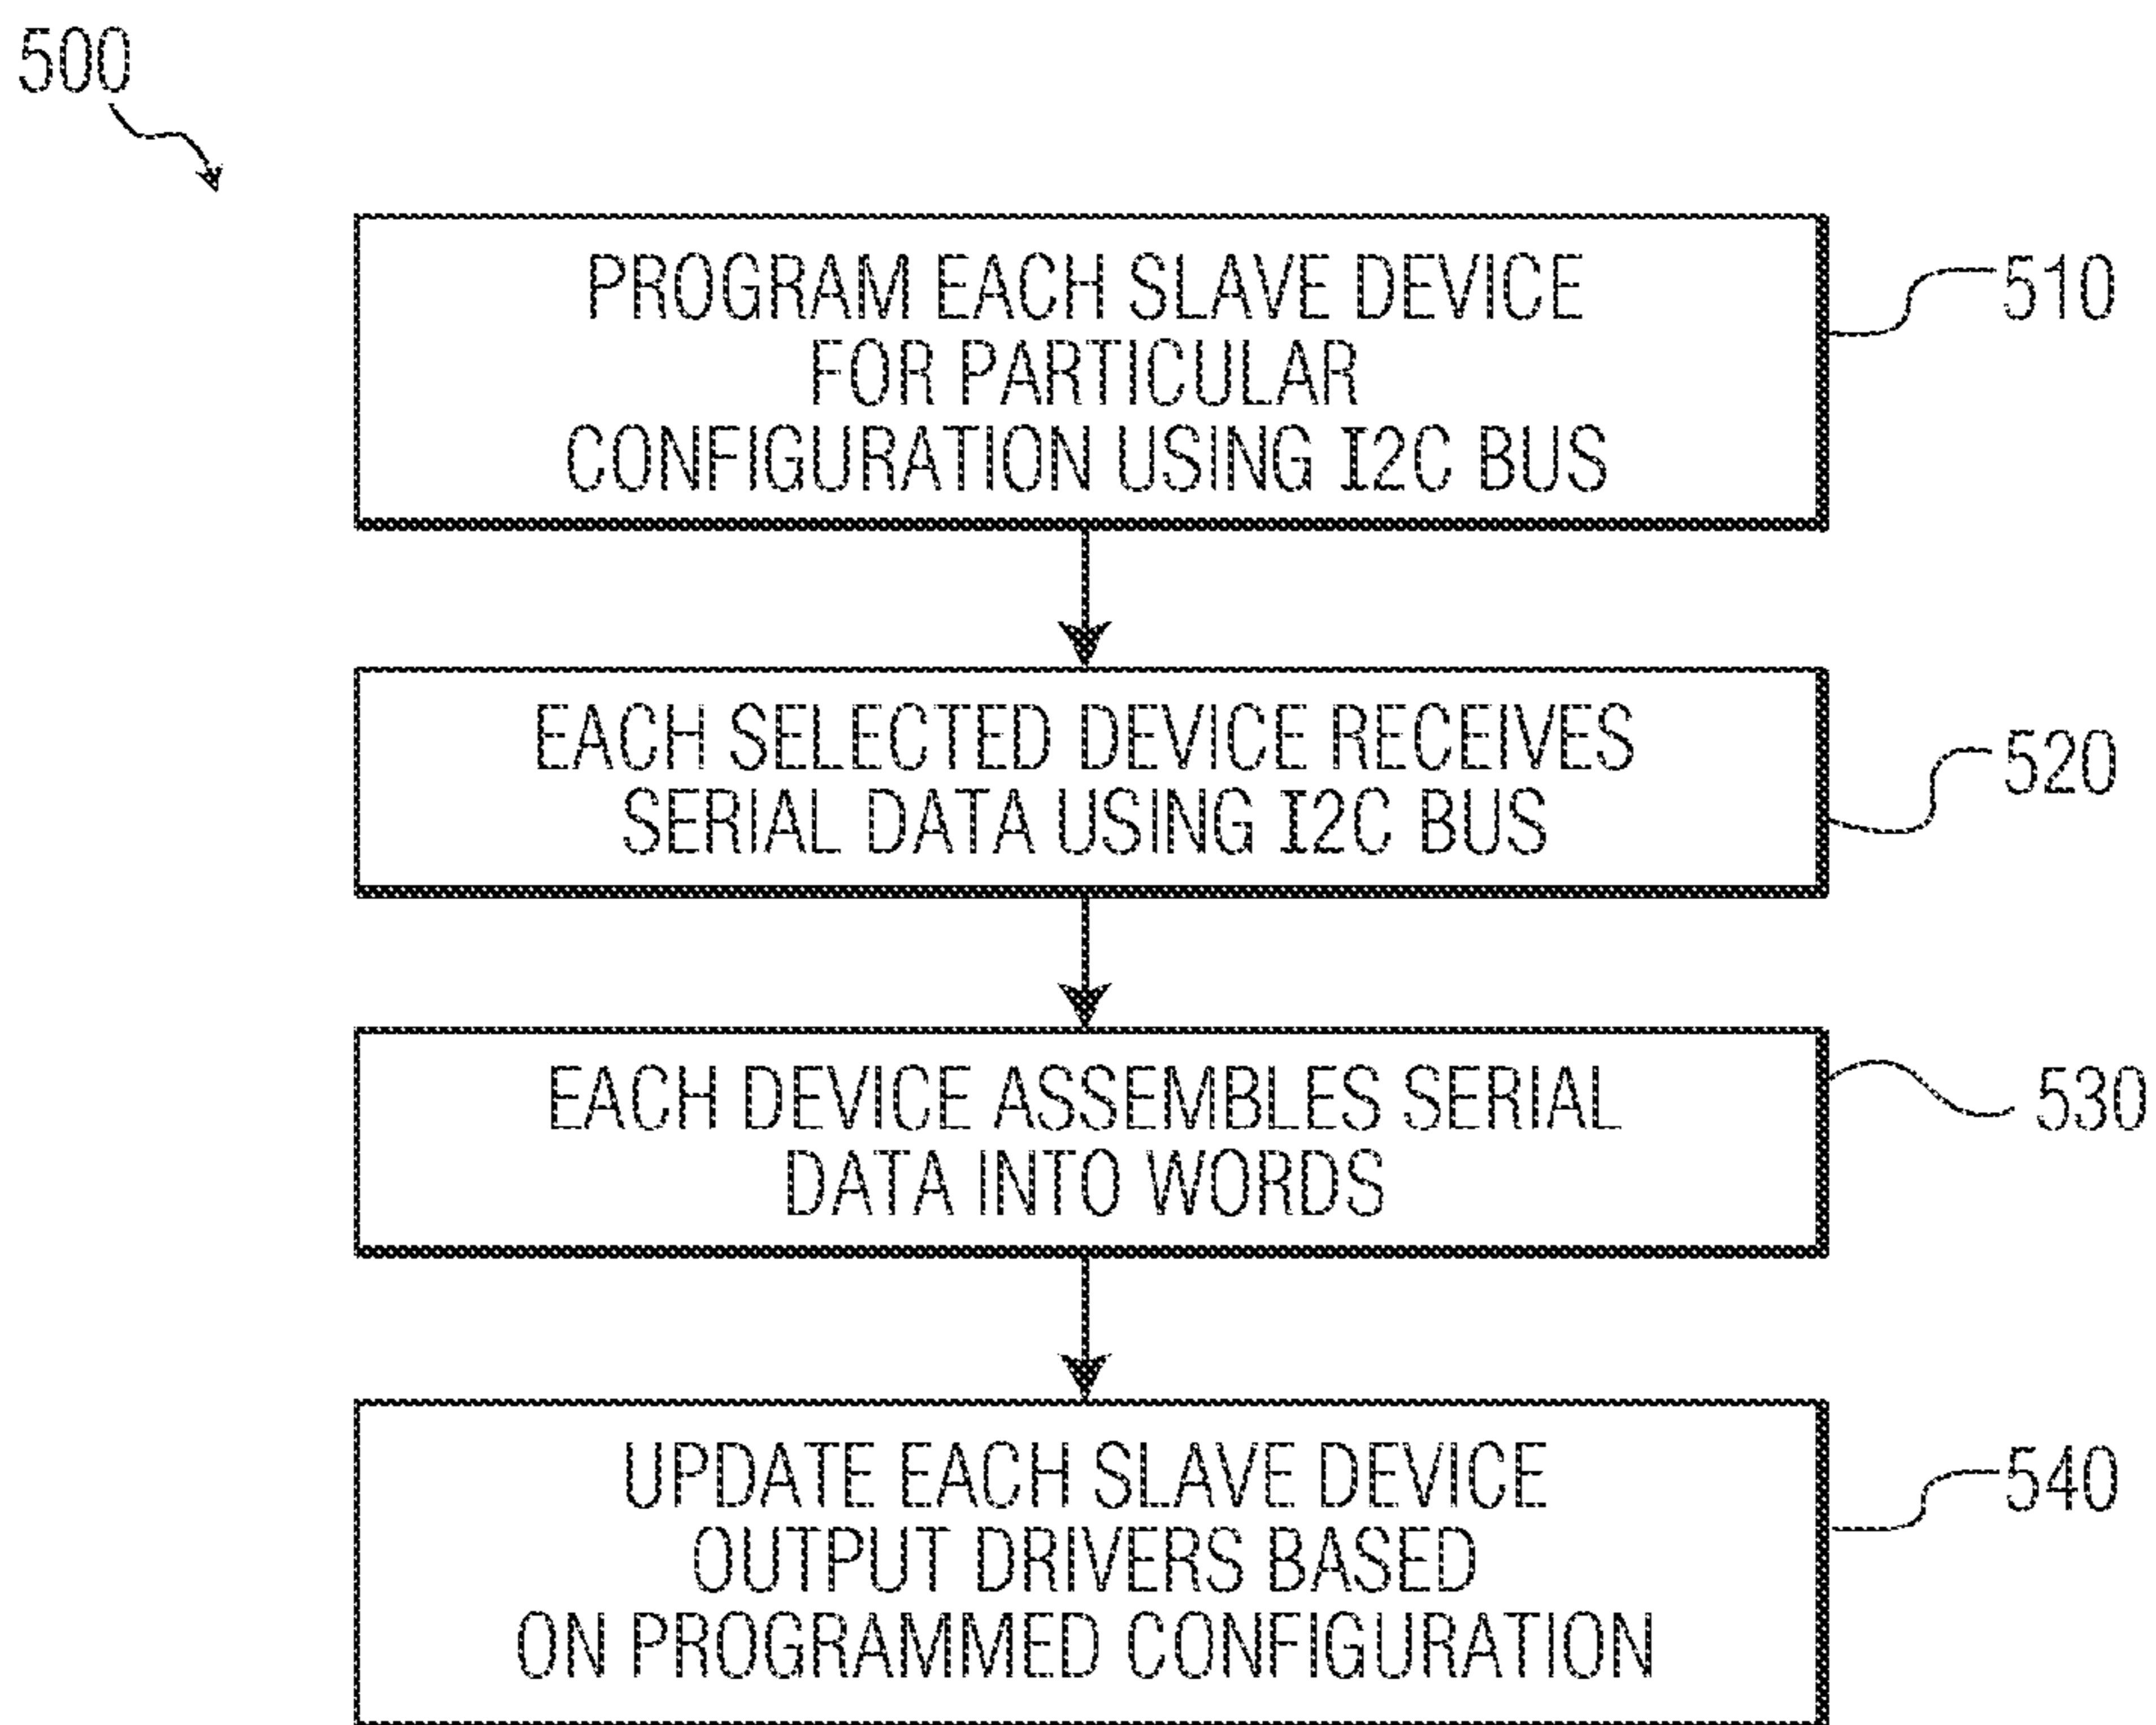 500
PROGRAM EACH SLAVE DEVICE
FOR PARTICULAR
CONFIGURATION USING I2C BUS
510
EACH SELECTED DEVICE RECEIVES
SERIAL DATA USING I2C BUS
520
EACH DEVICE ASSEMBLES SERIAL
DATA INTO WORDS
530
UPDATE EACH SLAVE DEVICE
OUTPUT DRIVERS BASED
ON PROGRAMMED CONFIGURATION
540